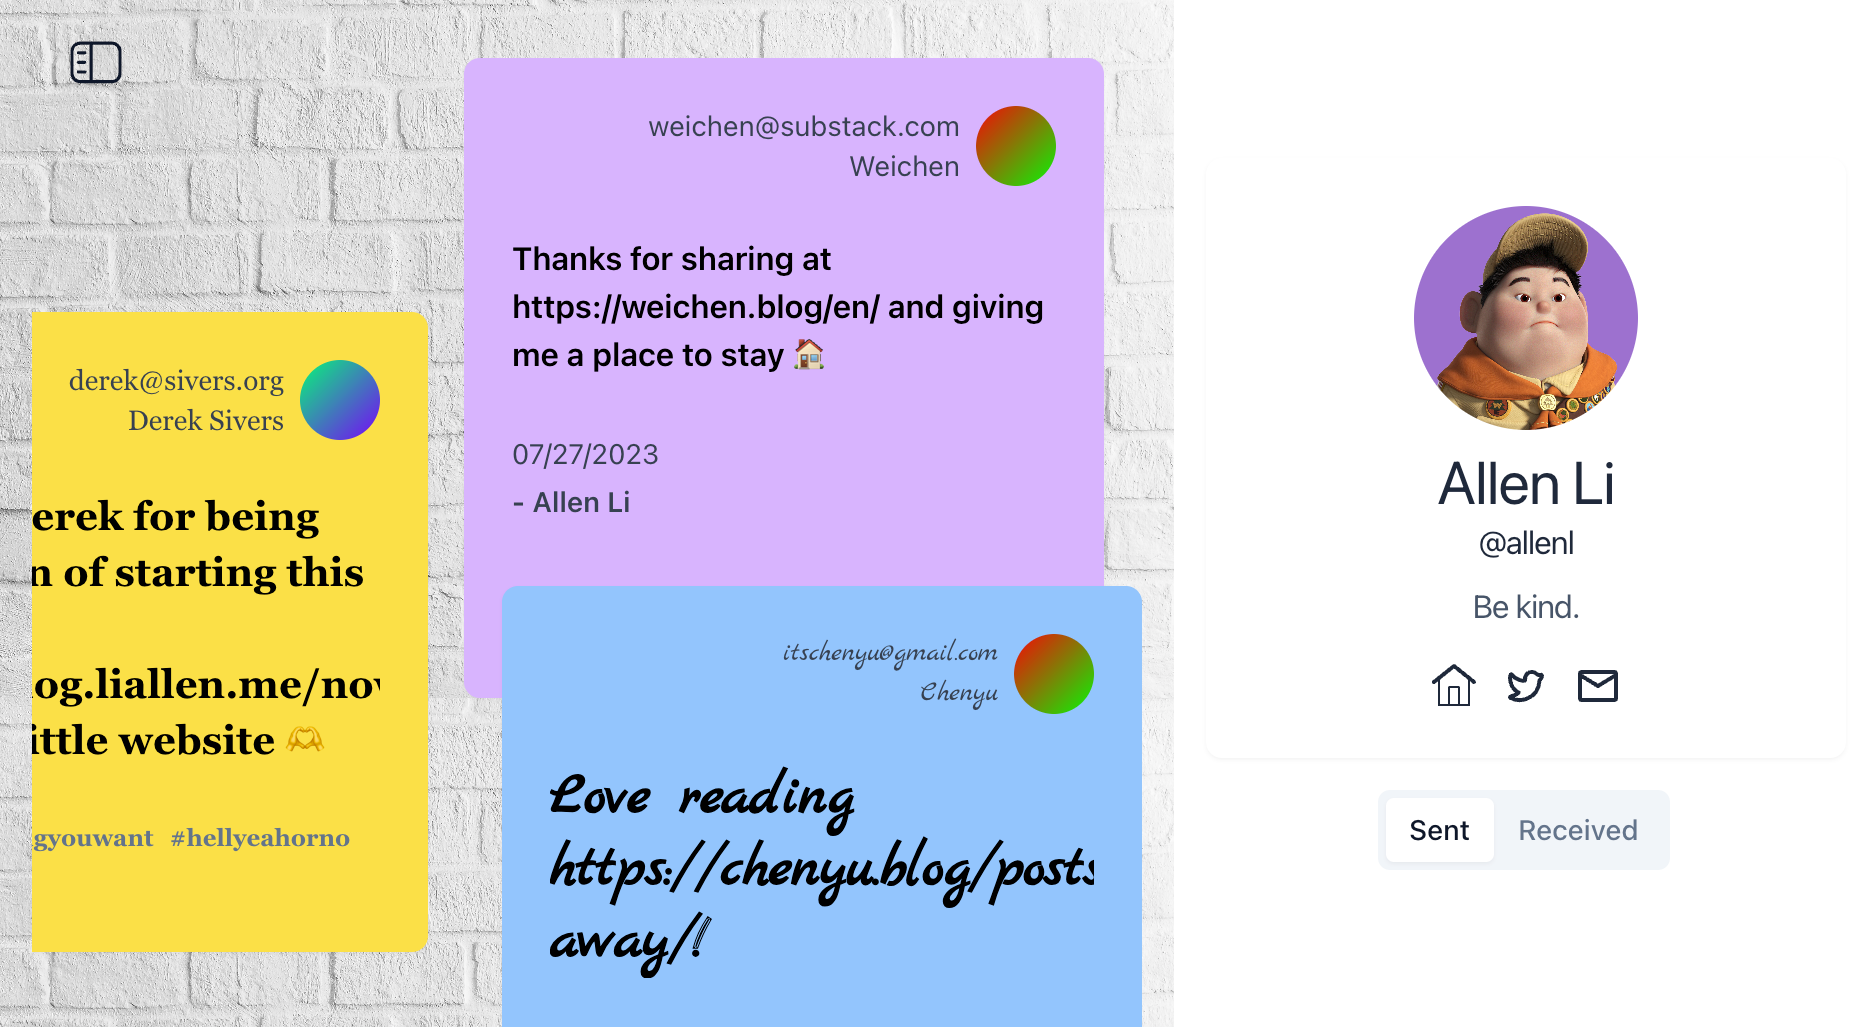 weichen@substack.com
Weichen
Thanks for sharing at
https://weichen.blog/en/ and giving
me a place to stay 🏠
07/27/2023
- Allen Li
derek@sivers.org
Derek Sivers
erek for being
n of starting this
og.liallen.me/nov
ittle website 🫶
gyouwant #hellyeahorno
itschenyu@gmail.com
Chenyu
Love reading
https://chenyu.blog/posts
away/!
Allen Li
@allenl
Be kind.
Sent Received